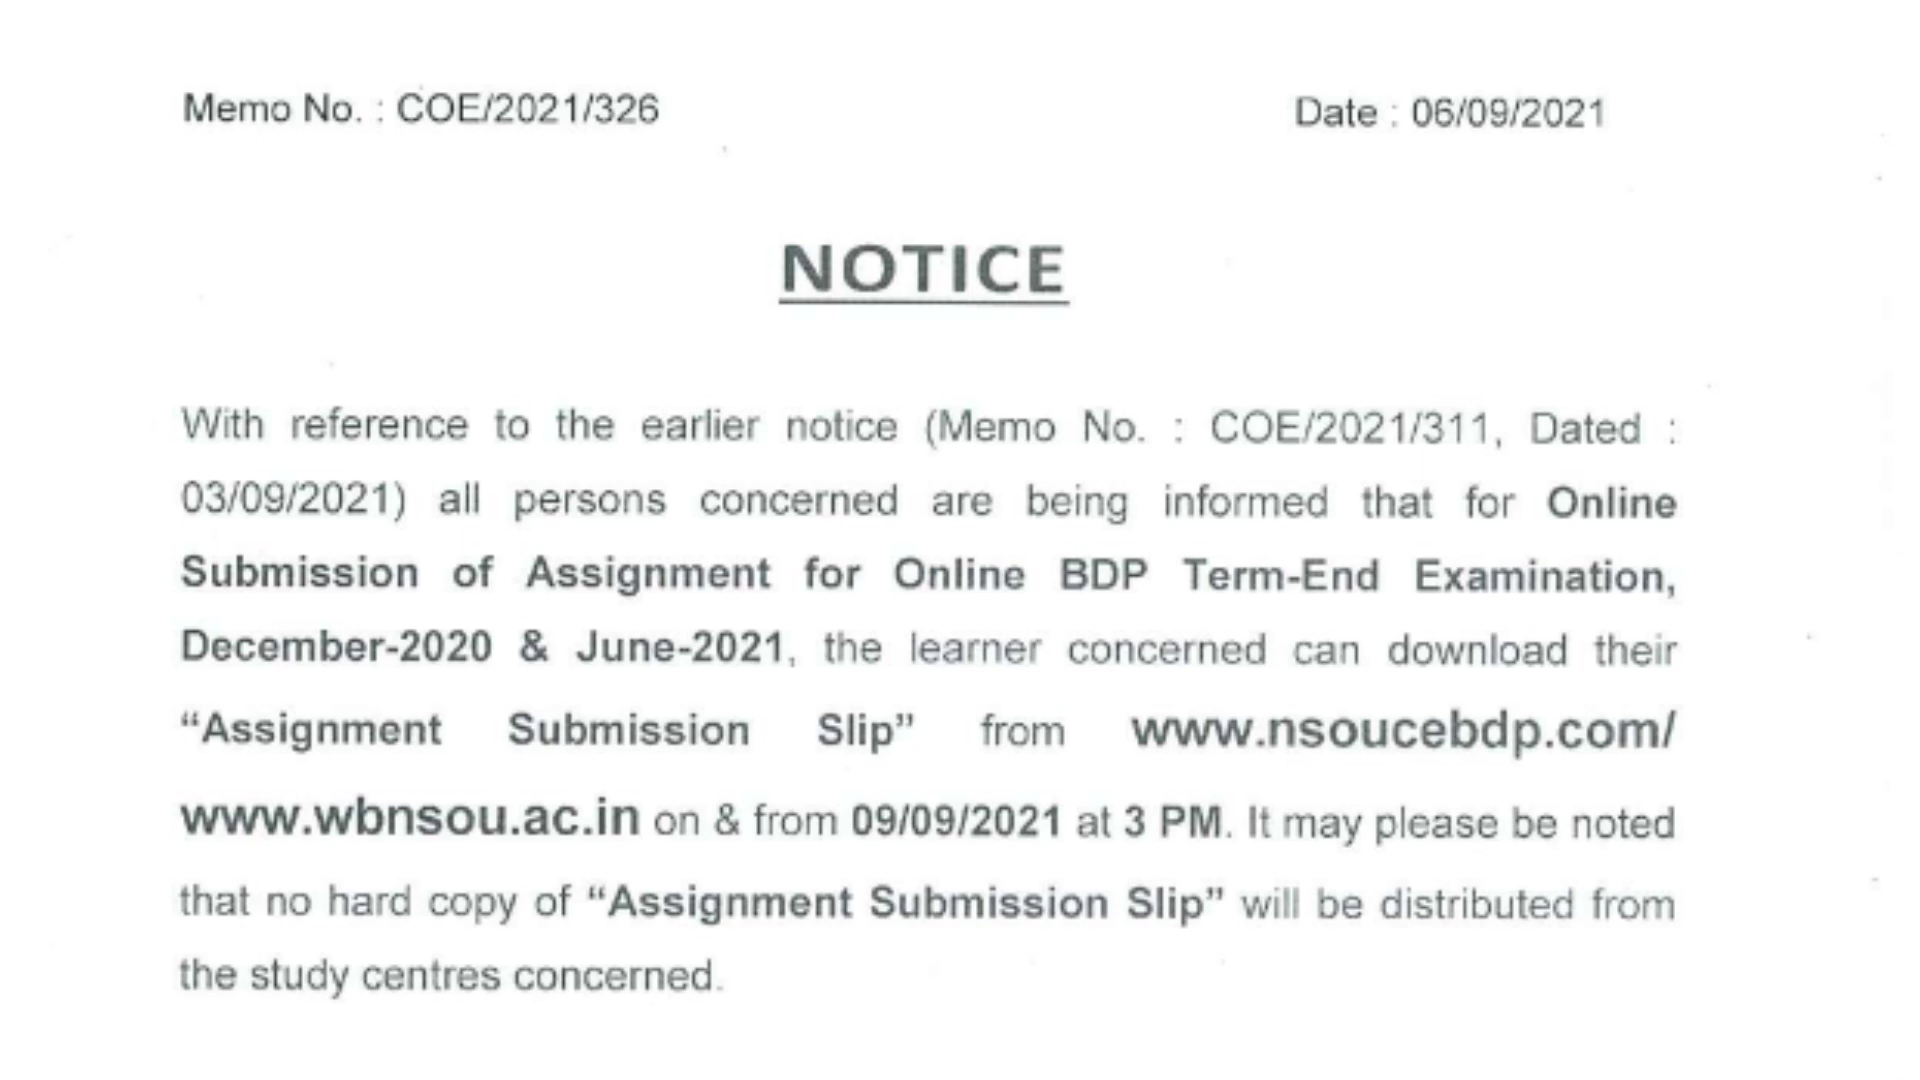 Memo No. : COE/2021/326 Date : 06/09/2021
NOTICE
With reference to the earlier notice (Memo No. : COE/2021/311, Dated :
03/09/2021) all persons concerned are being informed that for Online
Submission of Assignment for Online BDP Term-End Examination,
December-2020 & June-2021, the learner concerned can download their
“Assignment Submission Slip” from www.nsoucebdp.com/
www.wbnsou.ac.in on & from 09/09/2021 at 3 PM. It may please be noted
that no hard copy of “Assignment Submission Slip” will be distributed from
the study centres concerned.